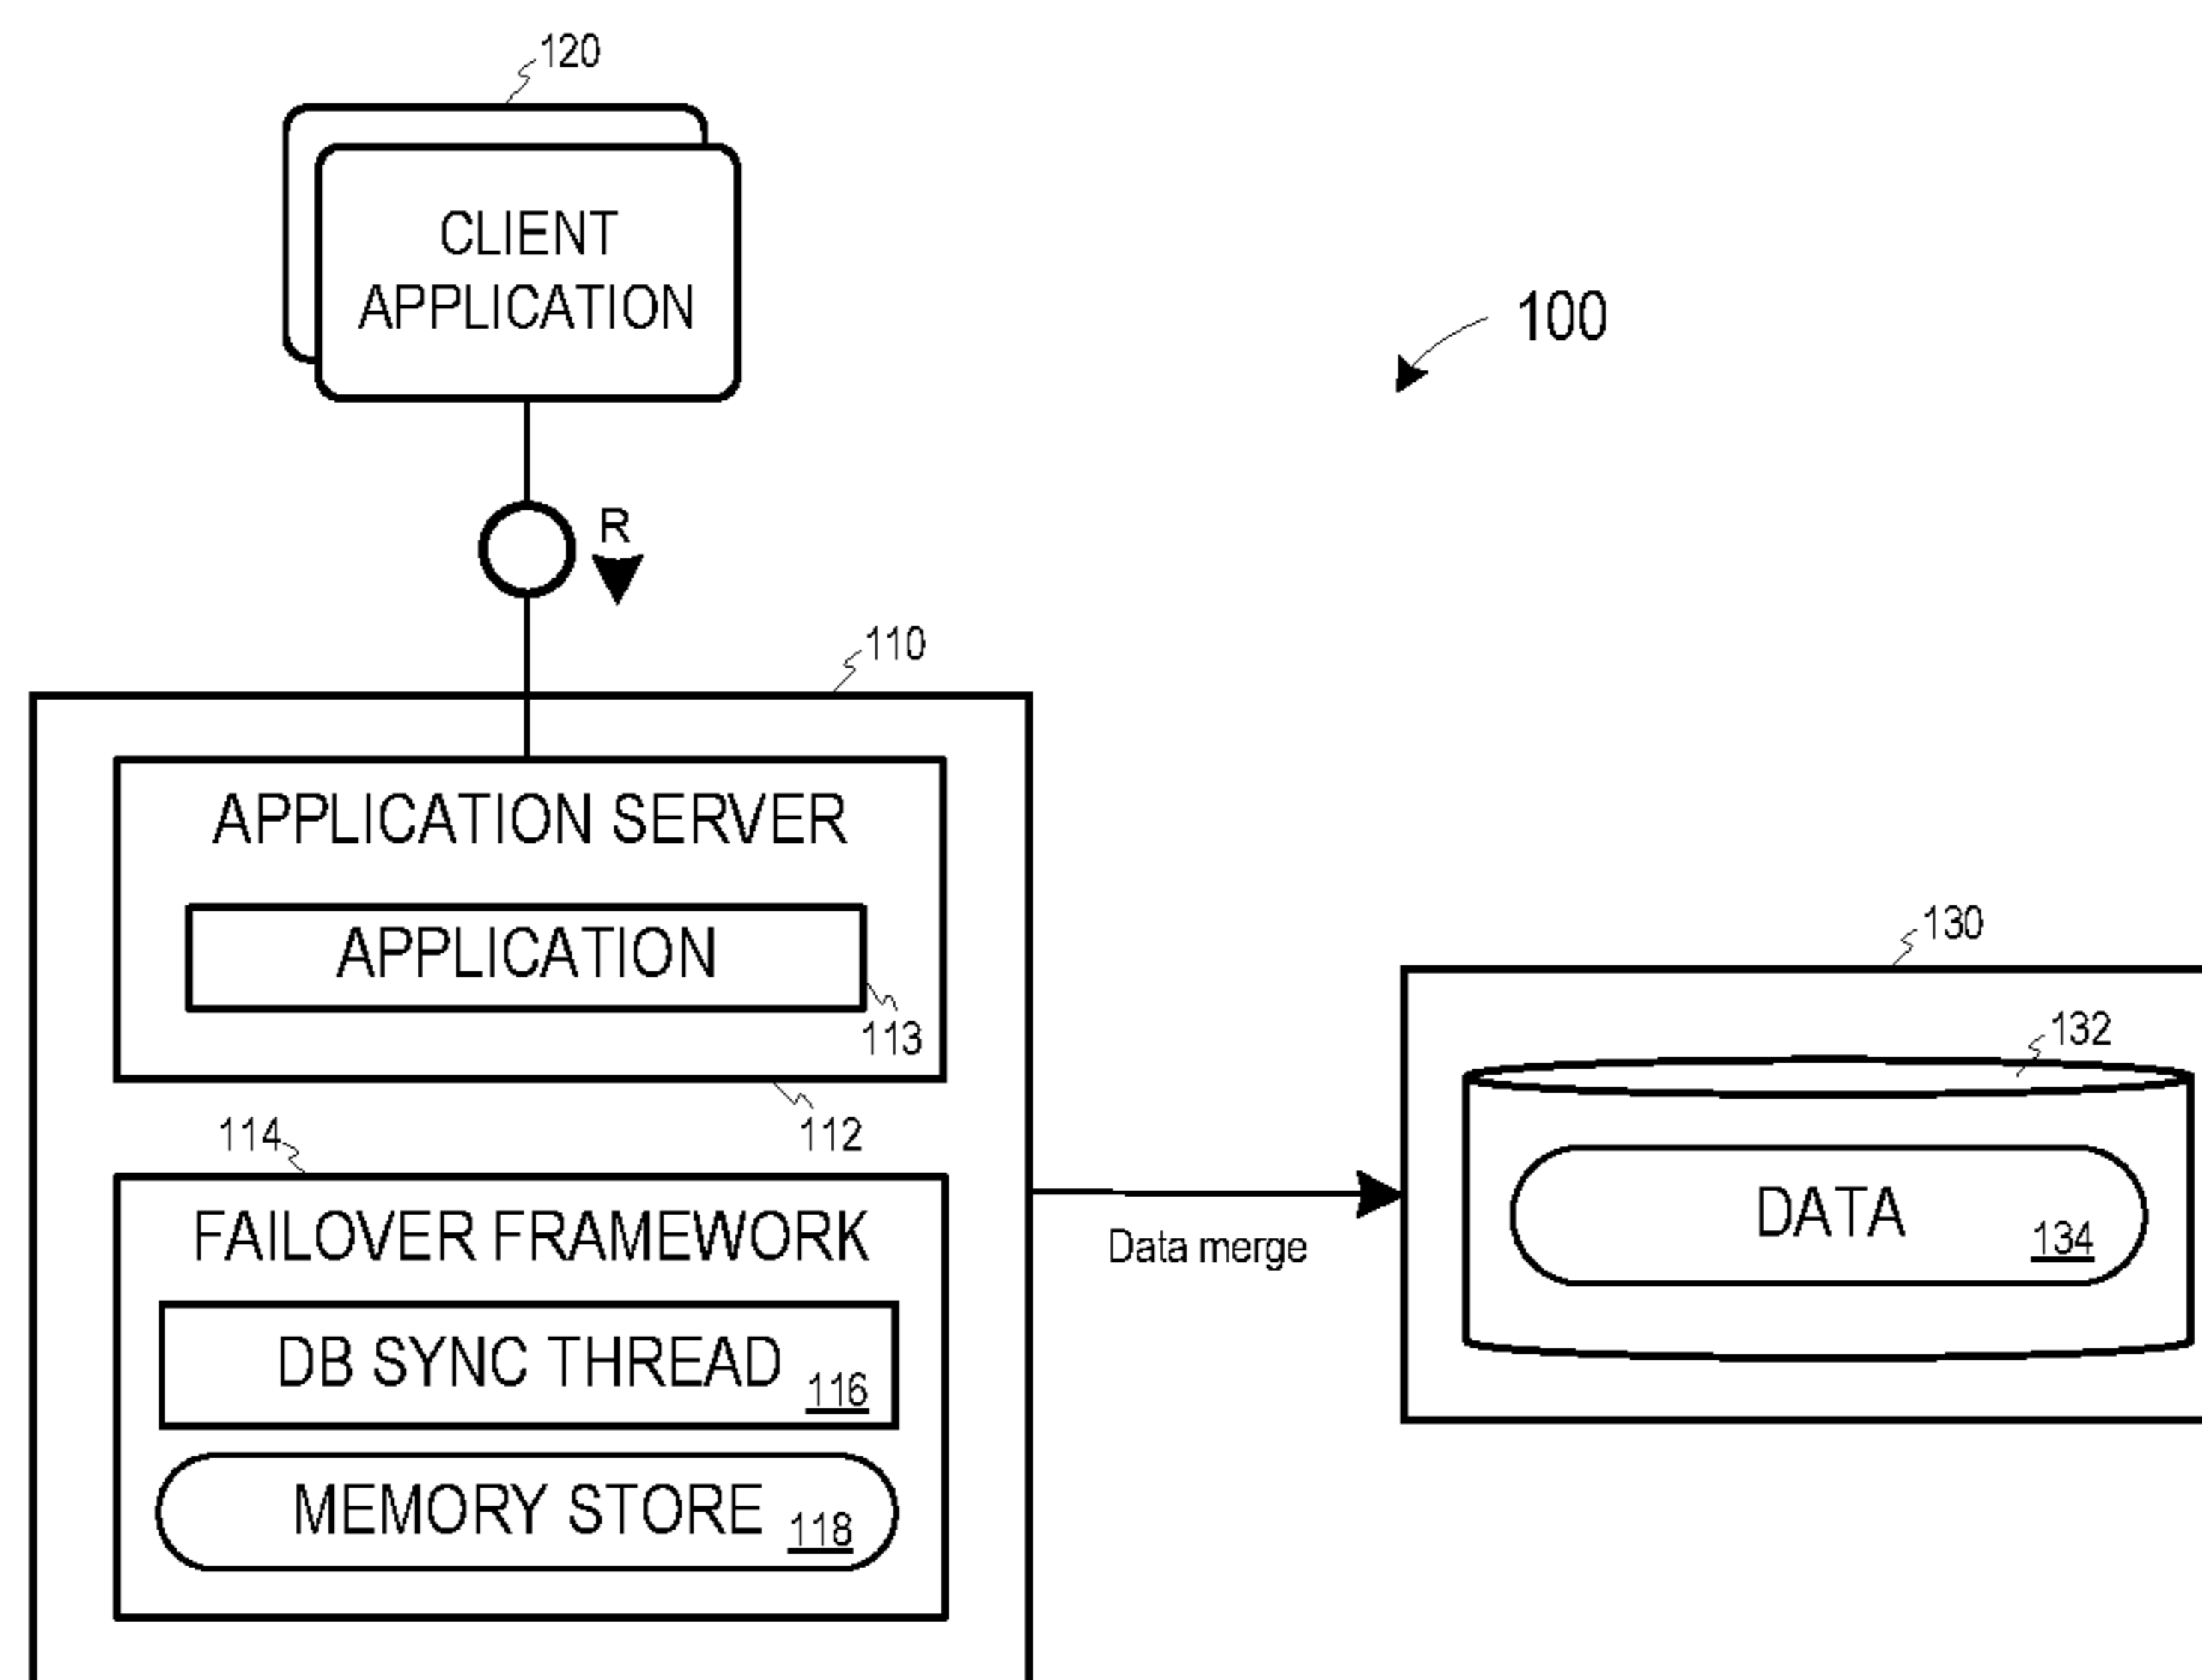 120
CLIENT
APPLICATION
100
R
110
APPLICATION SERVER
APPLICATION
113
112
114
FAILOVER FRAMEWORK
DB SYNC THREAD 116
MEMORY STORE 118
Data merge
130
132
DATA 134